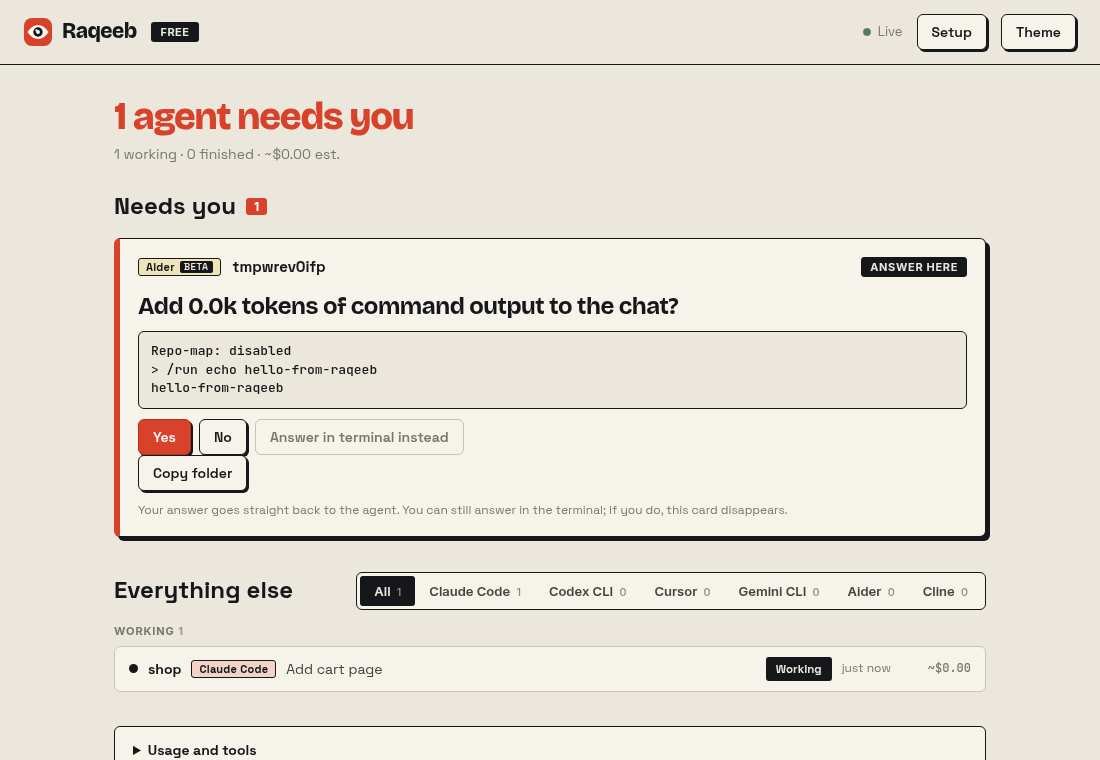 Raqeeb FREE Live Setup Theme
1 agent needs you
1 working · 0 finished · ~$0.00 est.
Needs you 1
Aider BETA tmpwrev0ifp ANSWER HERE
Add 0.0k tokens of command output to the chat?
Repo-map: disabled
> /run echo hello-from-raqeeb
hello-from-raqeeb
Yes No Answer in terminal instead
Copy folder
Your answer goes straight back to the agent. You can still answer in the terminal; if you do, this card disappears.
Everything else All 1 Claude Code 1 Codex CLI 0 Cursor 0 Gemini CLI 0 Aider 0 Cline 0
WORKING 1
shop Claude Code Add cart page Working just now ~$0.00
Usage and tools